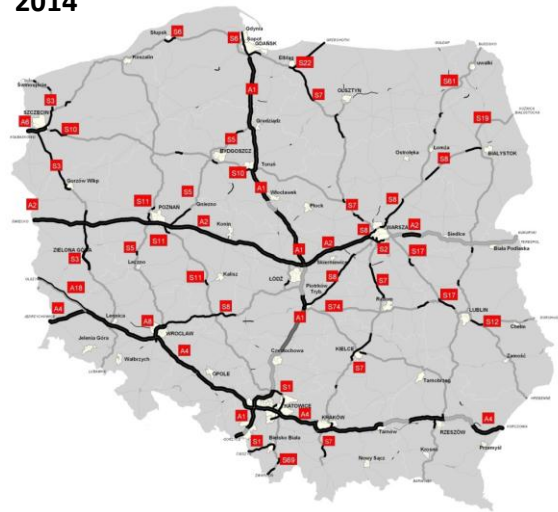 2014
Gdynia
Sopot
GDAŃSK
Słupsk
S6
S6
Koszalin
Elbląg
S22
S7
OLSZTYN
uwałki
S61
S19
BIAŁYSTOK
S3
SZCZECIN
A6
S10
A1
Grudziądz
S5
BYDGOSZCZ
S10
Toruń
Ostrołęka
Łomża
S8
S3
Gorzów Wlkp
A1
Włocławek
S11
S5
Gniezno
POZNAŃ
Płock
S7
S8
A2
A2
Konin
A1
A2
A2
Siedlce
Biała Podlaska
S2
S17
ZIELONA GÓRA
S3
S5
Leszno
S11
S11
Kalisz
ŁÓDŹ
Skierniewice
S8
Piotrków
Tryb
S7
Radom
A18
A4
Legnica
A8
S8
WROCŁAW
A1
S74
S17
LUBLIN
S12
Chełm
Zamość
Jelenia Góra
Wałbrzych
A4
OPOLE
Częstochowa
KIELCE
S7
Tarnobrzeg
S1
KATOWICE
A1
A4
KRAKÓW
Tarnów
RZESZÓW
A4
S1
Bielsko Biała
S7
S69
Nowy Sącz
Krosno
Przemyśl